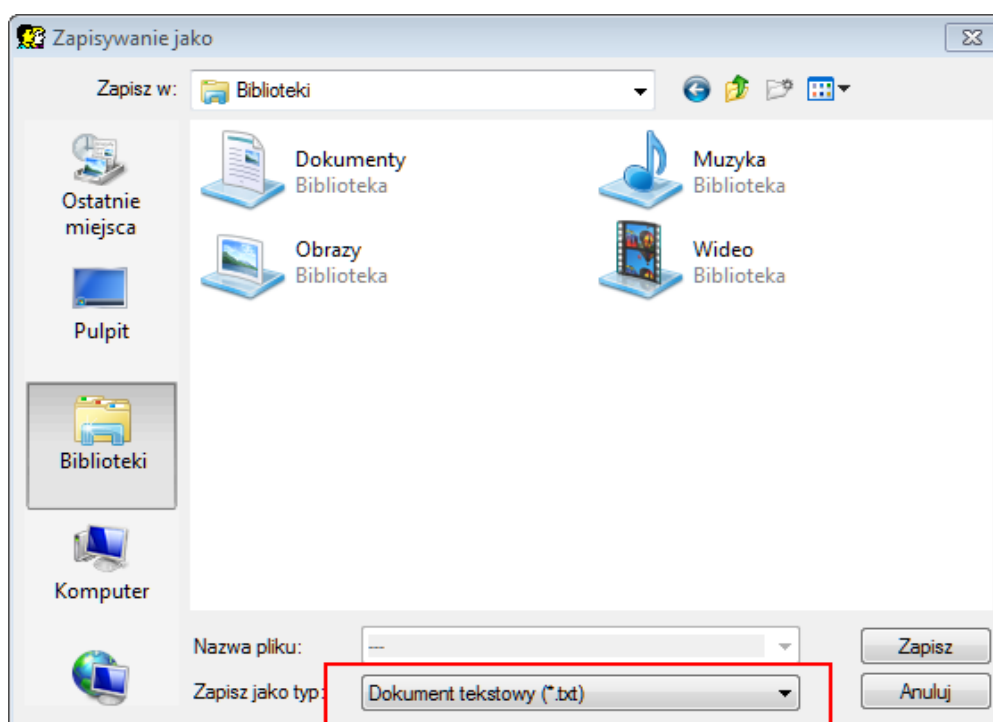 Zapisywanie jako
Zapisz w:
Biblioteki
Ostatnie
miejsca
Pulpit
Biblioteki
Komputer
Dokumenty
Biblioteka
Muzyka
Biblioteka
Obrazy
Biblioteka
Wideo
Biblioteka
Nazwa pliku:
---
Zapisz
Zapisz jako typ:
Dokument tekstowy (*.txt)
Anuluj